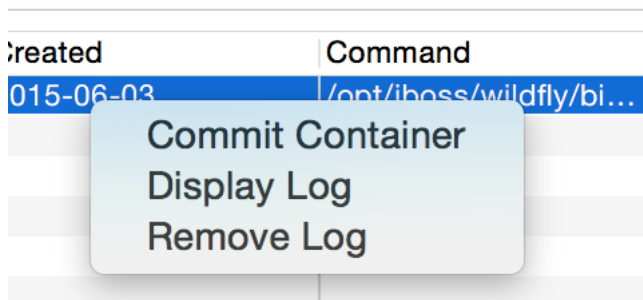 Created Command
2015-06-03 /opt/jboss/wildfly/bi...
Commit Container
Display Log
Remove Log